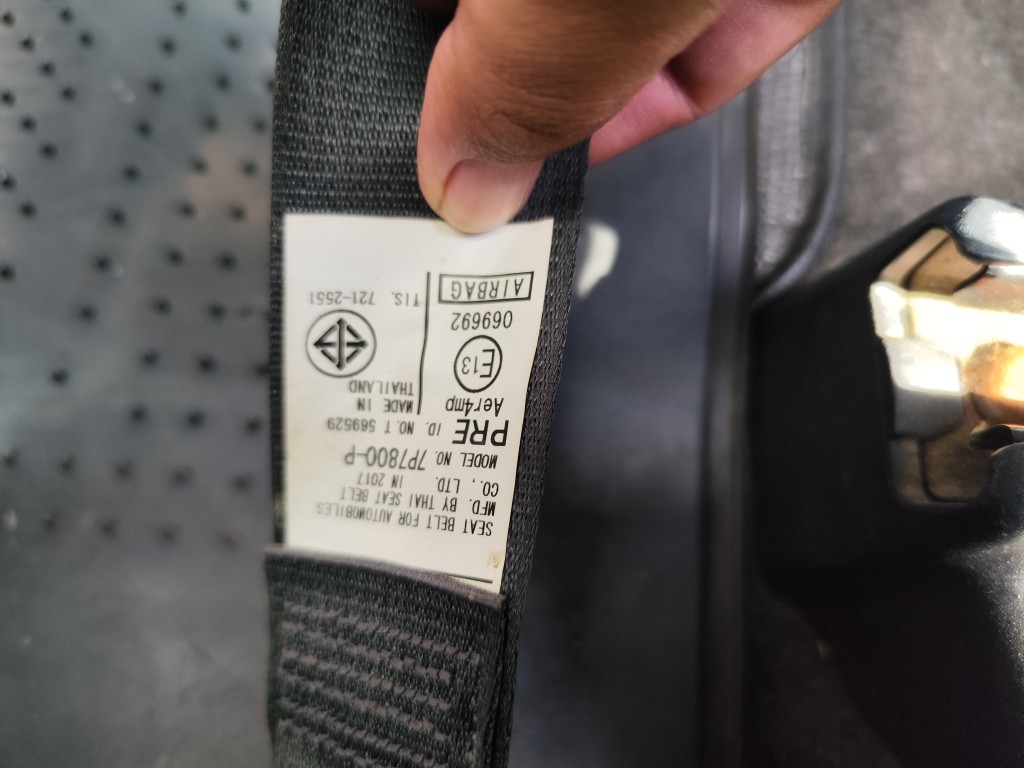 SEAT BELT FOR AUTOMOBILES
MFD. BY THAI SEAT BELT
CO., LTD. IN 2017
MODEL NO. 7P7800-P
PRE ID. NO. T 569529
Aer4mp
E13
069692
AIRBAG
MADE IN
THAILAND
TIS. 721-2551